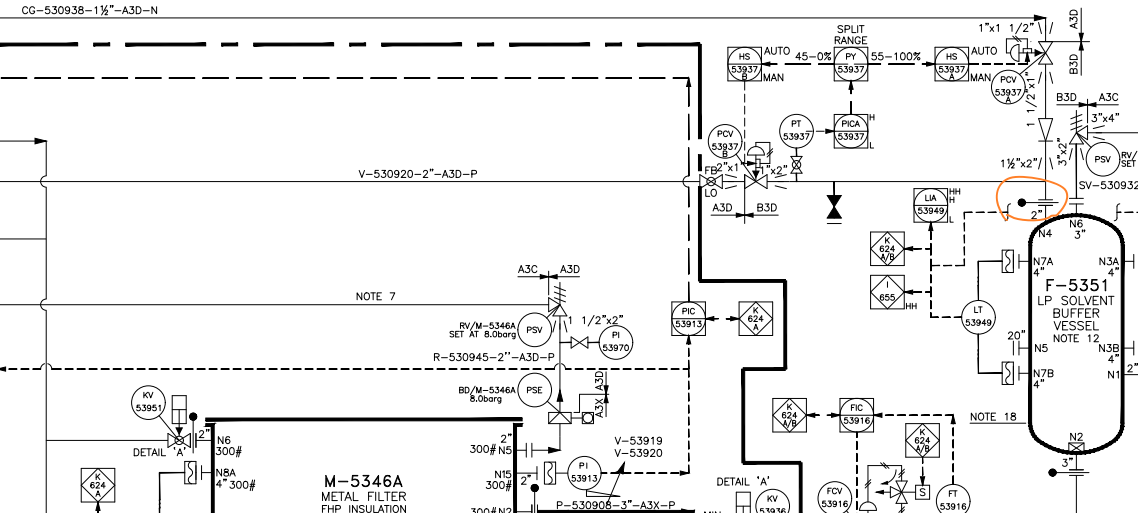 CG-530938-1½"-A3D-N
SPLIT
RANGE
HS
53937
B
AUTO
MAN
45-0%
PY
53937
55-100%
HS
53937
A
AUTO
MAN
1"x1 1/2"
A3D
B3D
PCV
53937
A
1 1/2"x1"
B3D
A3C
3"x4"
PCV
53937
B
PT
53937
PICA
53937
H
L
3"x2"
PSV
RV/
SET
1½"x2"
SV-530932
V-530920-2"-A3D-P
FB
LO
2"x1"
1"x2"
A3D
B3D
LIA
53949
HH
H
L
2"
N4
N6
3"
K
624
A/B
I
655
HH
N7A
4"
N3A
4"
F-5351
LP SOLVENT
BUFFER
VESSEL
NOTE 12
LT
53949
20"
N5
N3B
4"
N7B
4"
N1
2"
A3C
A3D
NOTE 7
RV/M-5346A
SET AT 8.0barg
PSV
1 1/2"x2"
PI
53970
PIC
53913
K
624
A
R-530945-2"-A3D-P
BD/M-5346A
8.0barg
PSE
A3D
A3X
KV
53951
DETAIL 'A'
2"
N6
300#
N8A
4"
300#
K
624
A
M-5346A
METAL FILTER
FHP INSULATION
2"
300# N5
N15
300#
2"
PI
53913
V-53919
V-53920
300# N2
P-530908-3"-A3X-P
K
624
A/B
FIC
53916
K
624
A/B
NOTE 18
N2
3"
DETAIL 'A'
KV
53936
FCV
53916
S
FT
53916